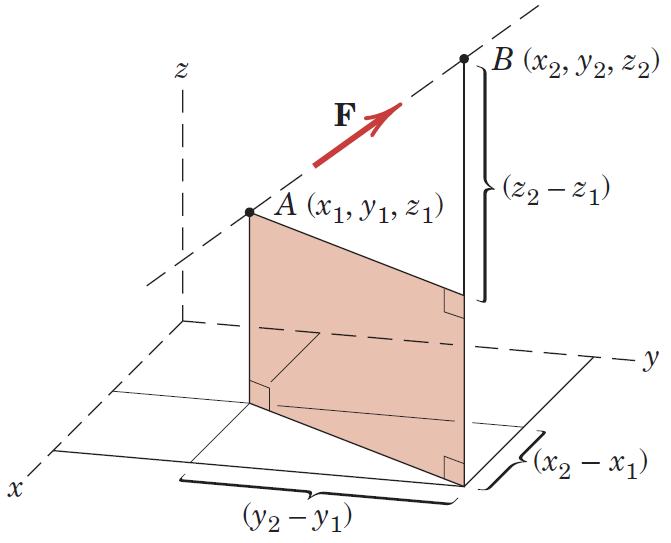 z
B (x₂, y₂, z₂)
F
(z₂ – z₁)
A (x₁, y₁, z₁)
y
(x₂ – x₁)
x
(y₂ – y₁)